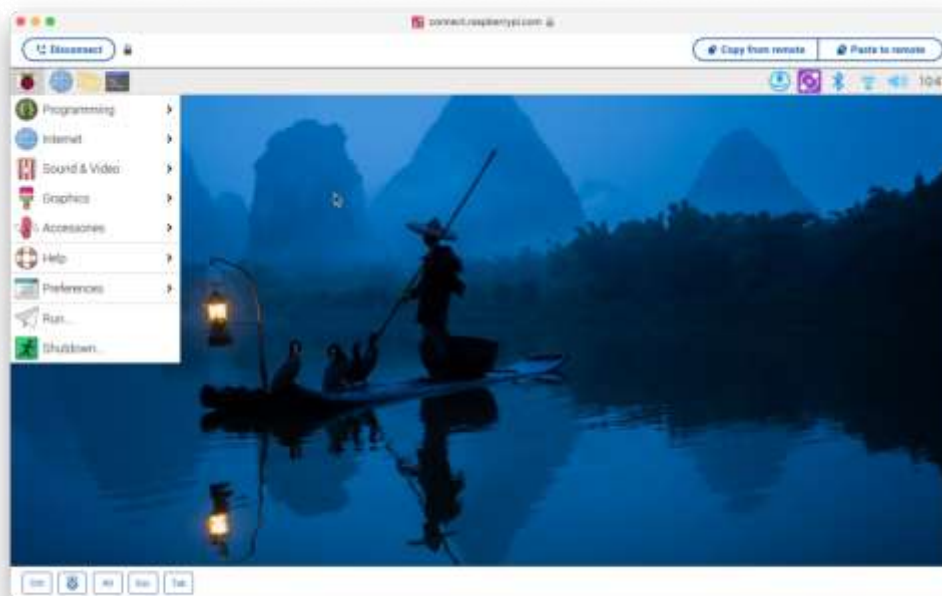 connect.raspberrypi.com
Disconnect
Copy from remote
Paste to remote
Programming
Internet
Sound & Video
Graphics
Accessories
Help
Preferences
Run...
Shutdown...
Alt
Esc
Tab